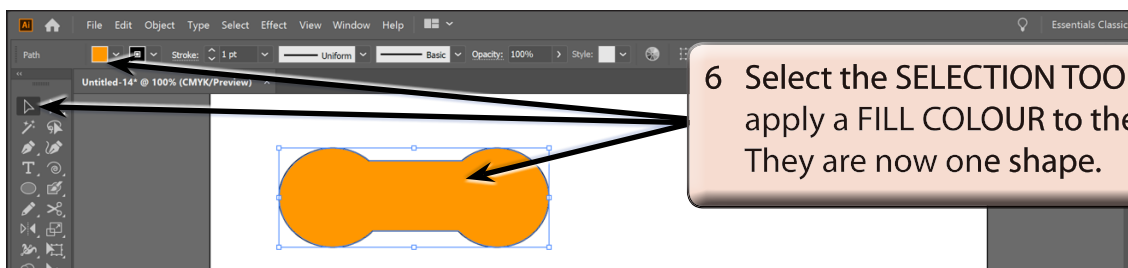 Ai File Edit Object Type Select Effect View Window Help Essentials Classic
Path Stroke: 1 pt Uniform Basic Opacity: 100% Style:
Untitled-14* @ 100% (CMYK/Preview) ×
6 Select the SELECTION TOO
apply a FILL COLOUR to the
They are now one shape.